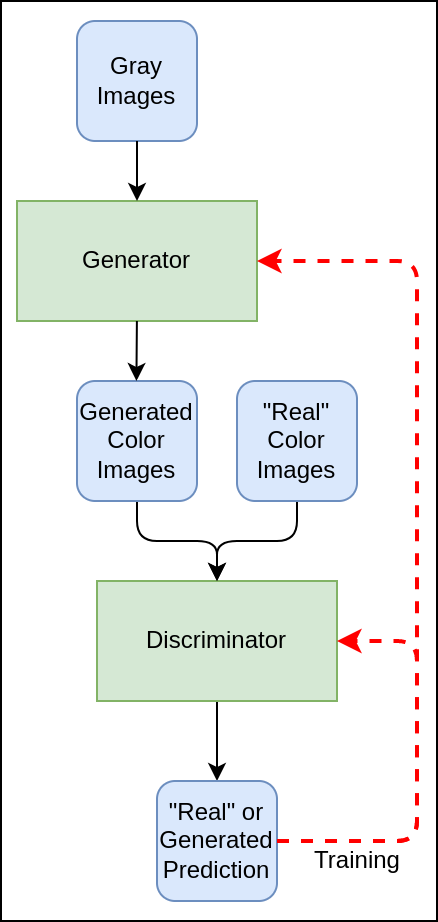 Gray
Images
Generator
Generated
Color
Images
"Real"
Color
Images
Discriminator
"Real" or
Generated
Prediction
Training